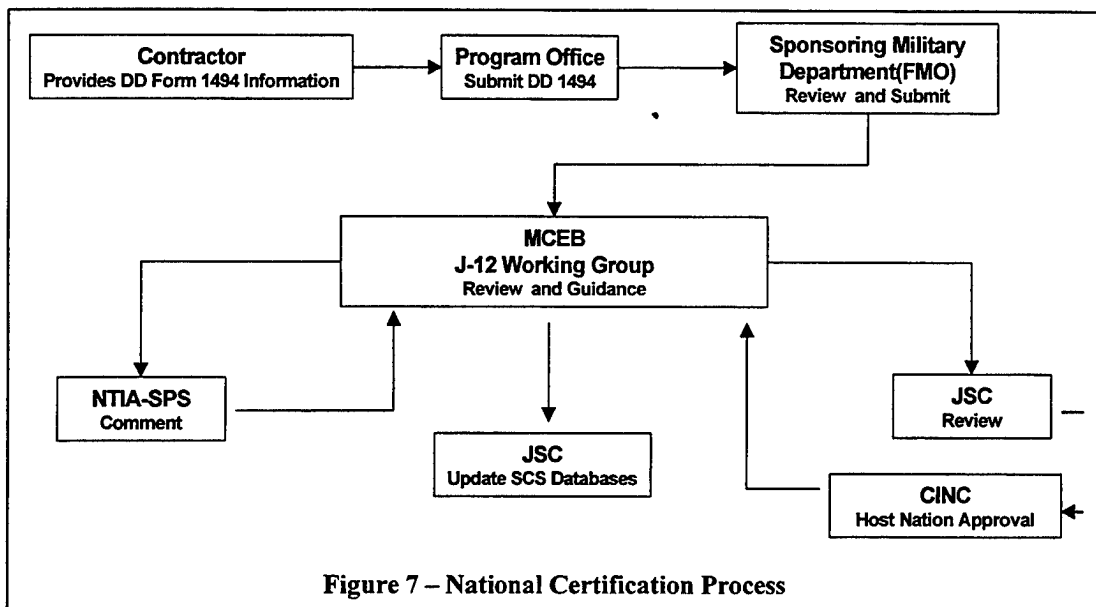 Contractor
Provides DD Form 1494 Information
Program Office
Submit DD 1494
Sponsoring Military
Department(FMO)
Review and Submit
MCEB
J-12 Working Group
Review and Guidance
NTIA-SPS
Comment
JSC
Update SCS Databases
JSC
Review
CINC
Host Nation Approval
Figure 7 – National Certification Process